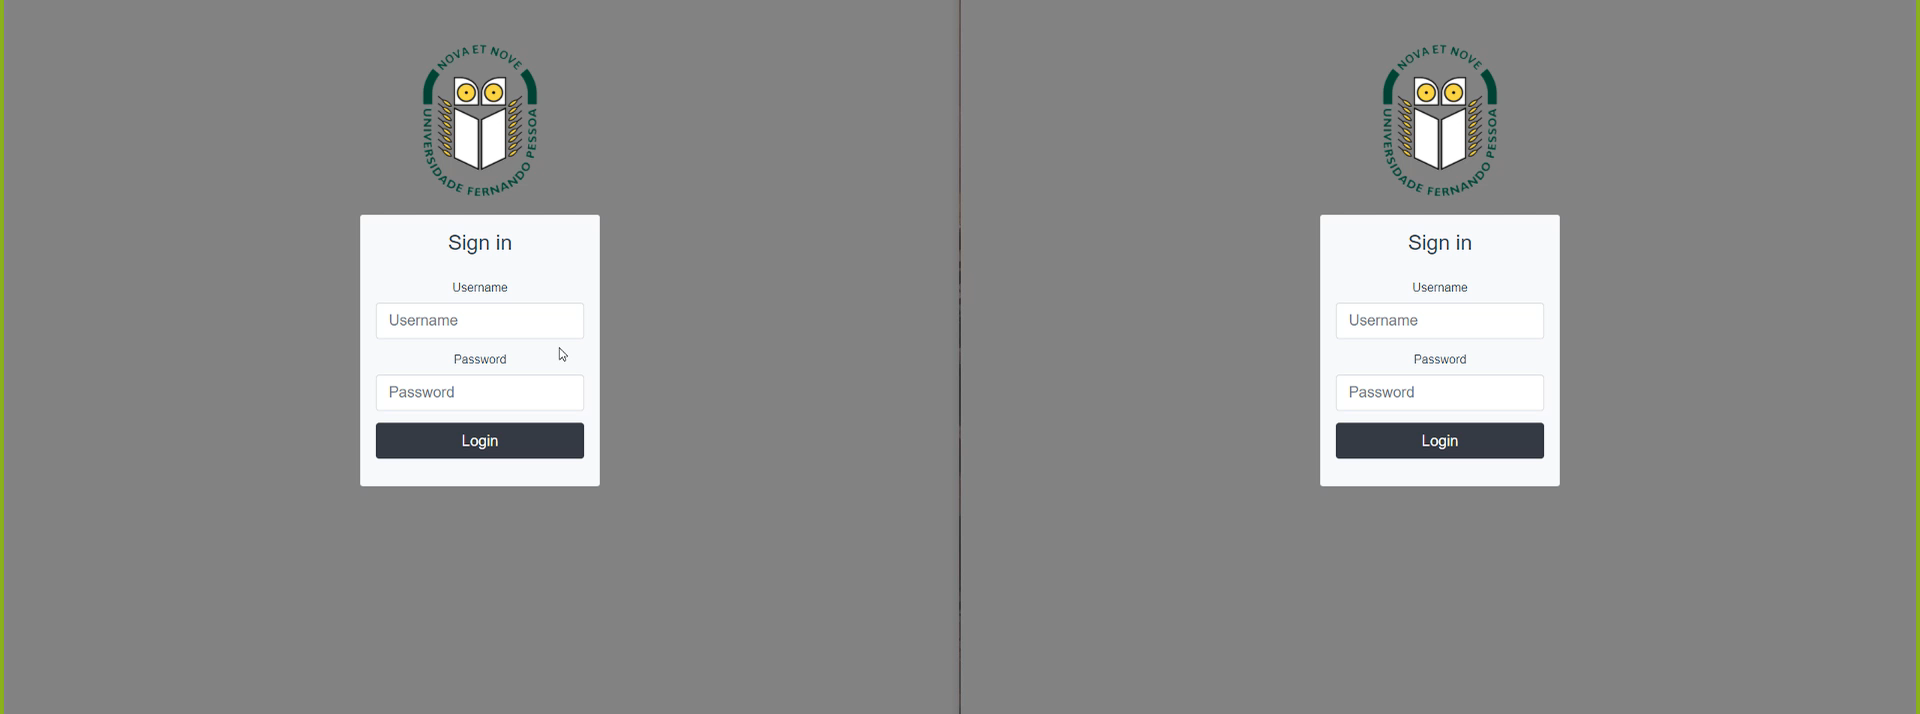 NOVA ET NOVE
UNIVERSIDADE FERNANDO PESSOA
Sign in
Username
Username
Password
Password
Login
NOVA ET NOVE
UNIVERSIDADE FERNANDO PESSOA
Sign in
Username
Username
Password
Password
Login